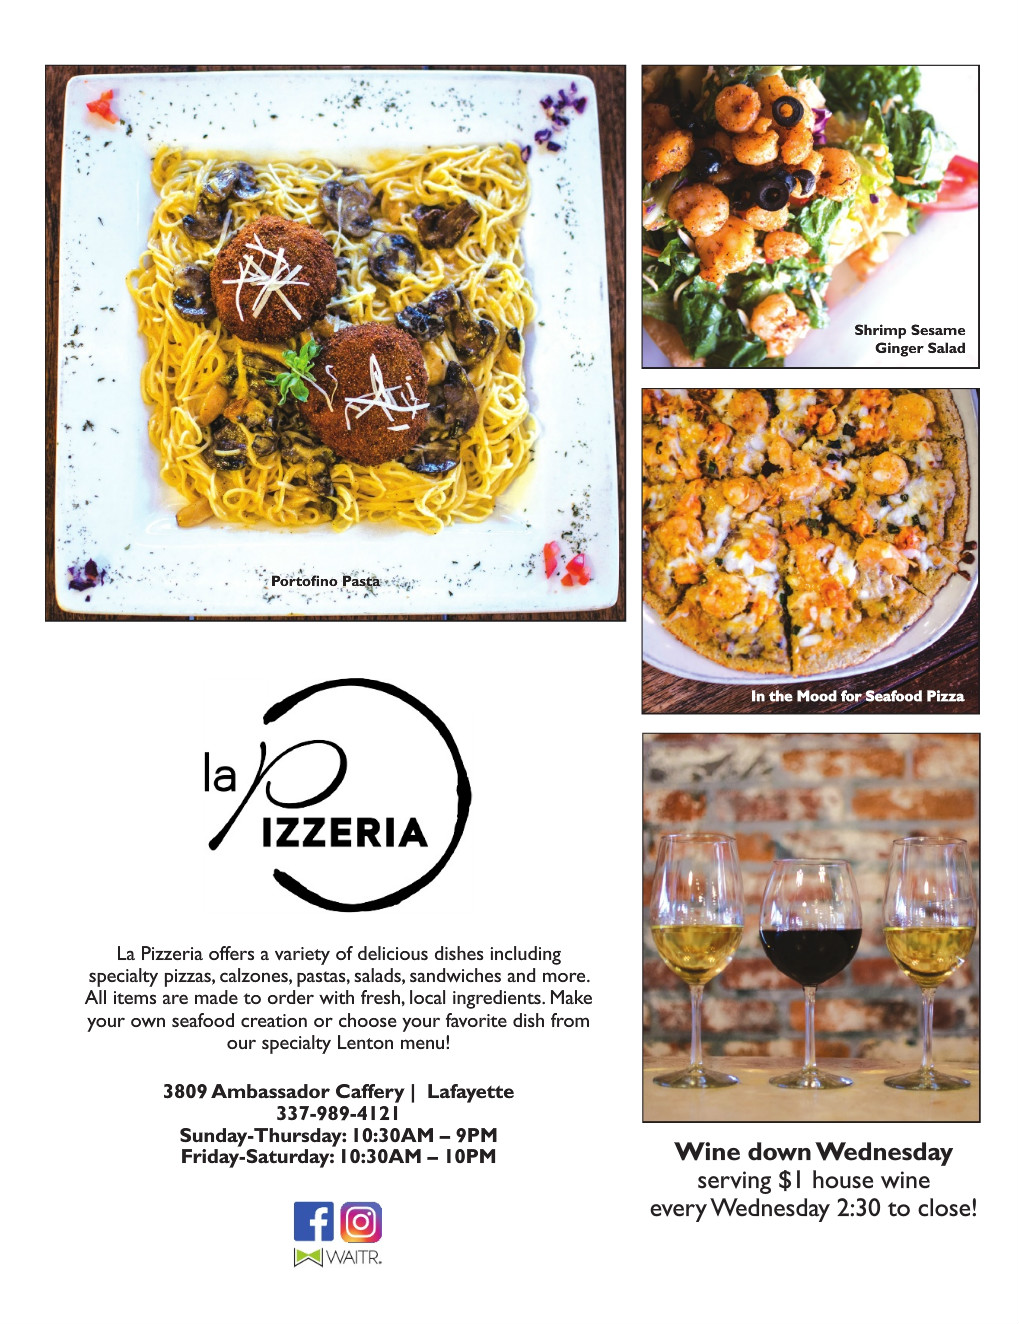 Portofino Pasta
Shrimp Sesame
Ginger Salad
In the Mood for Seafood Pizza
la PIZZERIA
La Pizzeria offers a variety of delicious dishes including
specialty pizzas, calzones, pastas, salads, sandwiches and more.
All items are made to order with fresh, local ingredients. Make
your own seafood creation or choose your favorite dish from
our specialty Lenton menu!
3809 Ambassador Caffery | Lafayette
337-989-4121
Sunday-Thursday: 10:30AM – 9PM
Friday-Saturday: 10:30AM – 10PM
WAITR
Wine down Wednesday
serving $1 house wine
every Wednesday 2:30 to close!